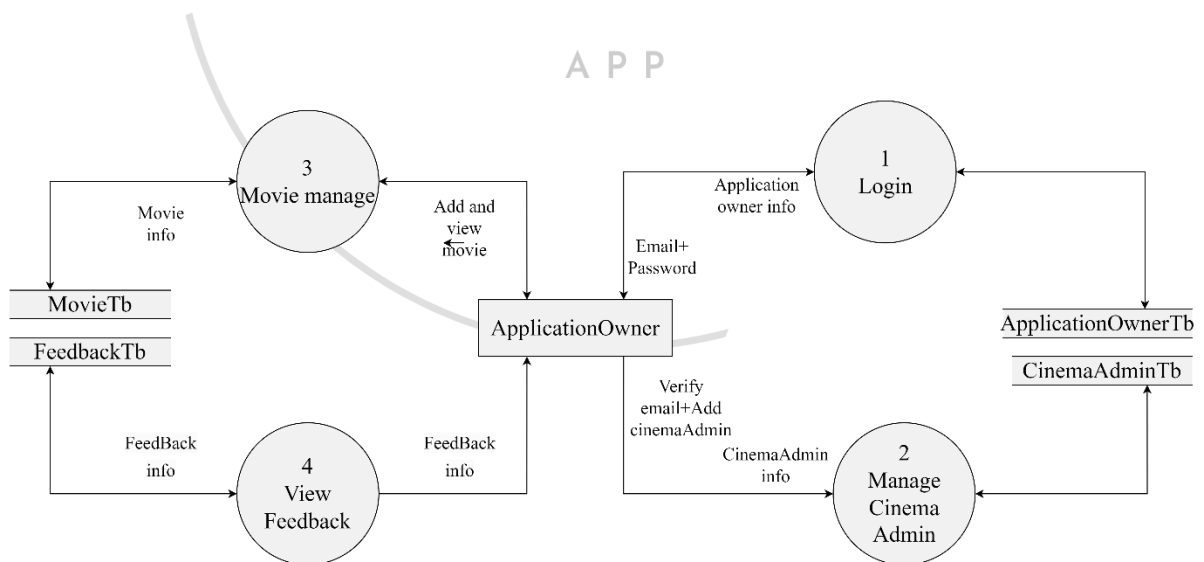 APP
3
Movie manage
1
Login
Movie
info
Add and
view
movie
Application
owner info
Email+
Password
MovieTb
FeedbackTb
ApplicationOwner
ApplicationOwnerTb
CinemaAdminTb
Verify
email+Add
cinemaAdmin
FeedBack
info
4
View
Feedback
FeedBack
info
CinemaAdmin
info
2
Manage
Cinema
Admin